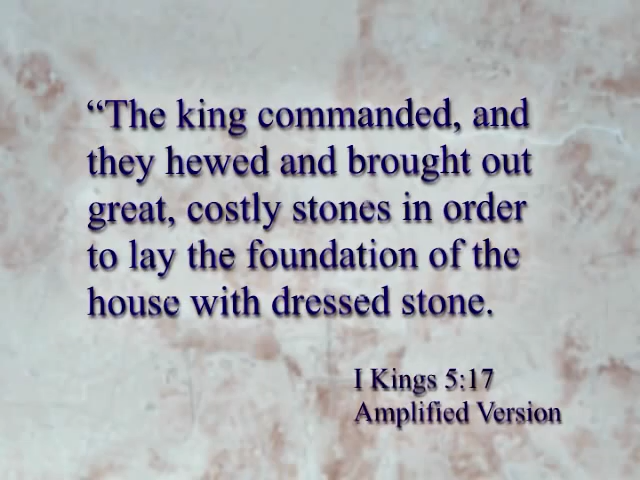 “The king commanded, and
they hewed and brought out
great, costly stones in order
to lay the foundation of the
house with dressed stone.
I Kings 5:17
Amplified Version